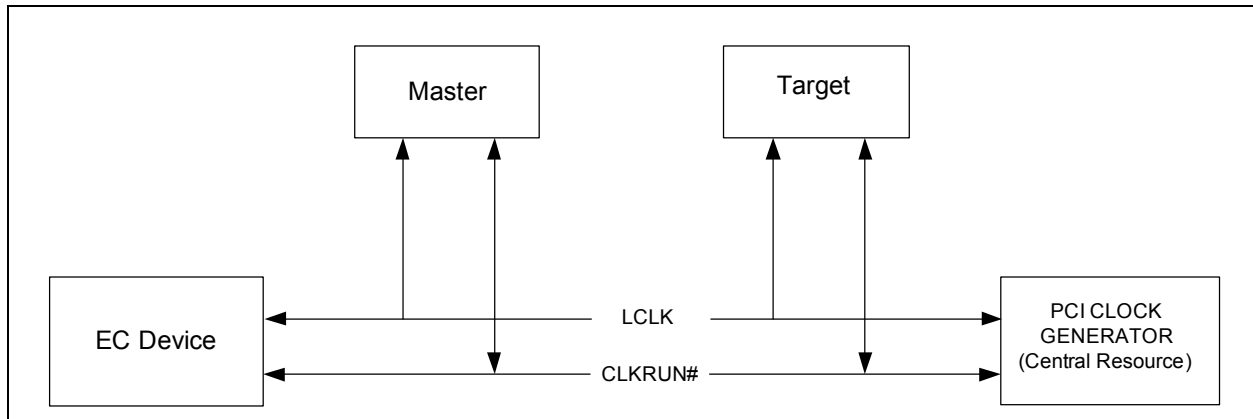 Master
Target
EC Device
LCLK
CLKRUN#
PCI CLOCK
GENERATOR
(Central Resource)